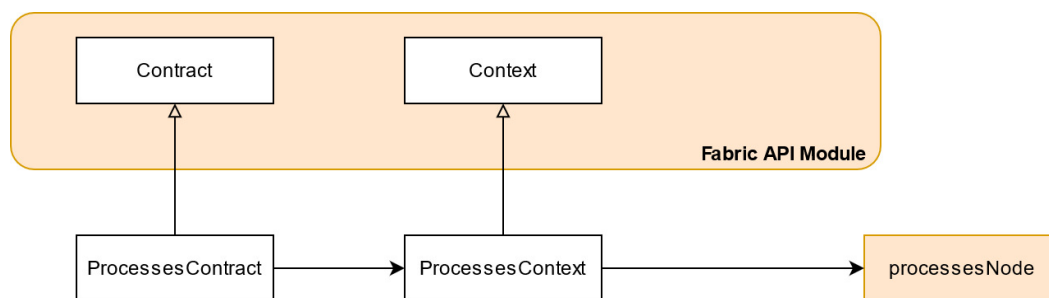 Contract
Context
Fabric API Module
ProcessesContract
ProcessesContext
processesNode